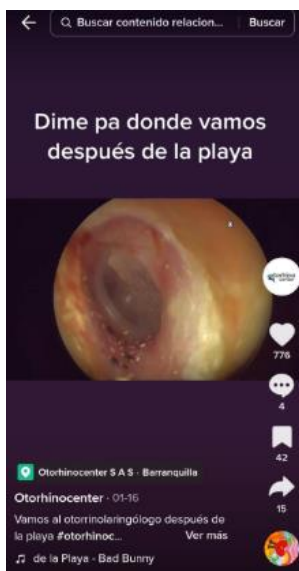 Buscar contenido relacion... Buscar
Dime pa donde vamos
después de la playa
776
4
42
15
Otorhinocenter S A S - Barranquilla
Otorhinocenter · 01-16
Vamos al otorrinolaringólogo después de
la playa #otorhinoc... Ver más
de la Playa - Bad Bunny